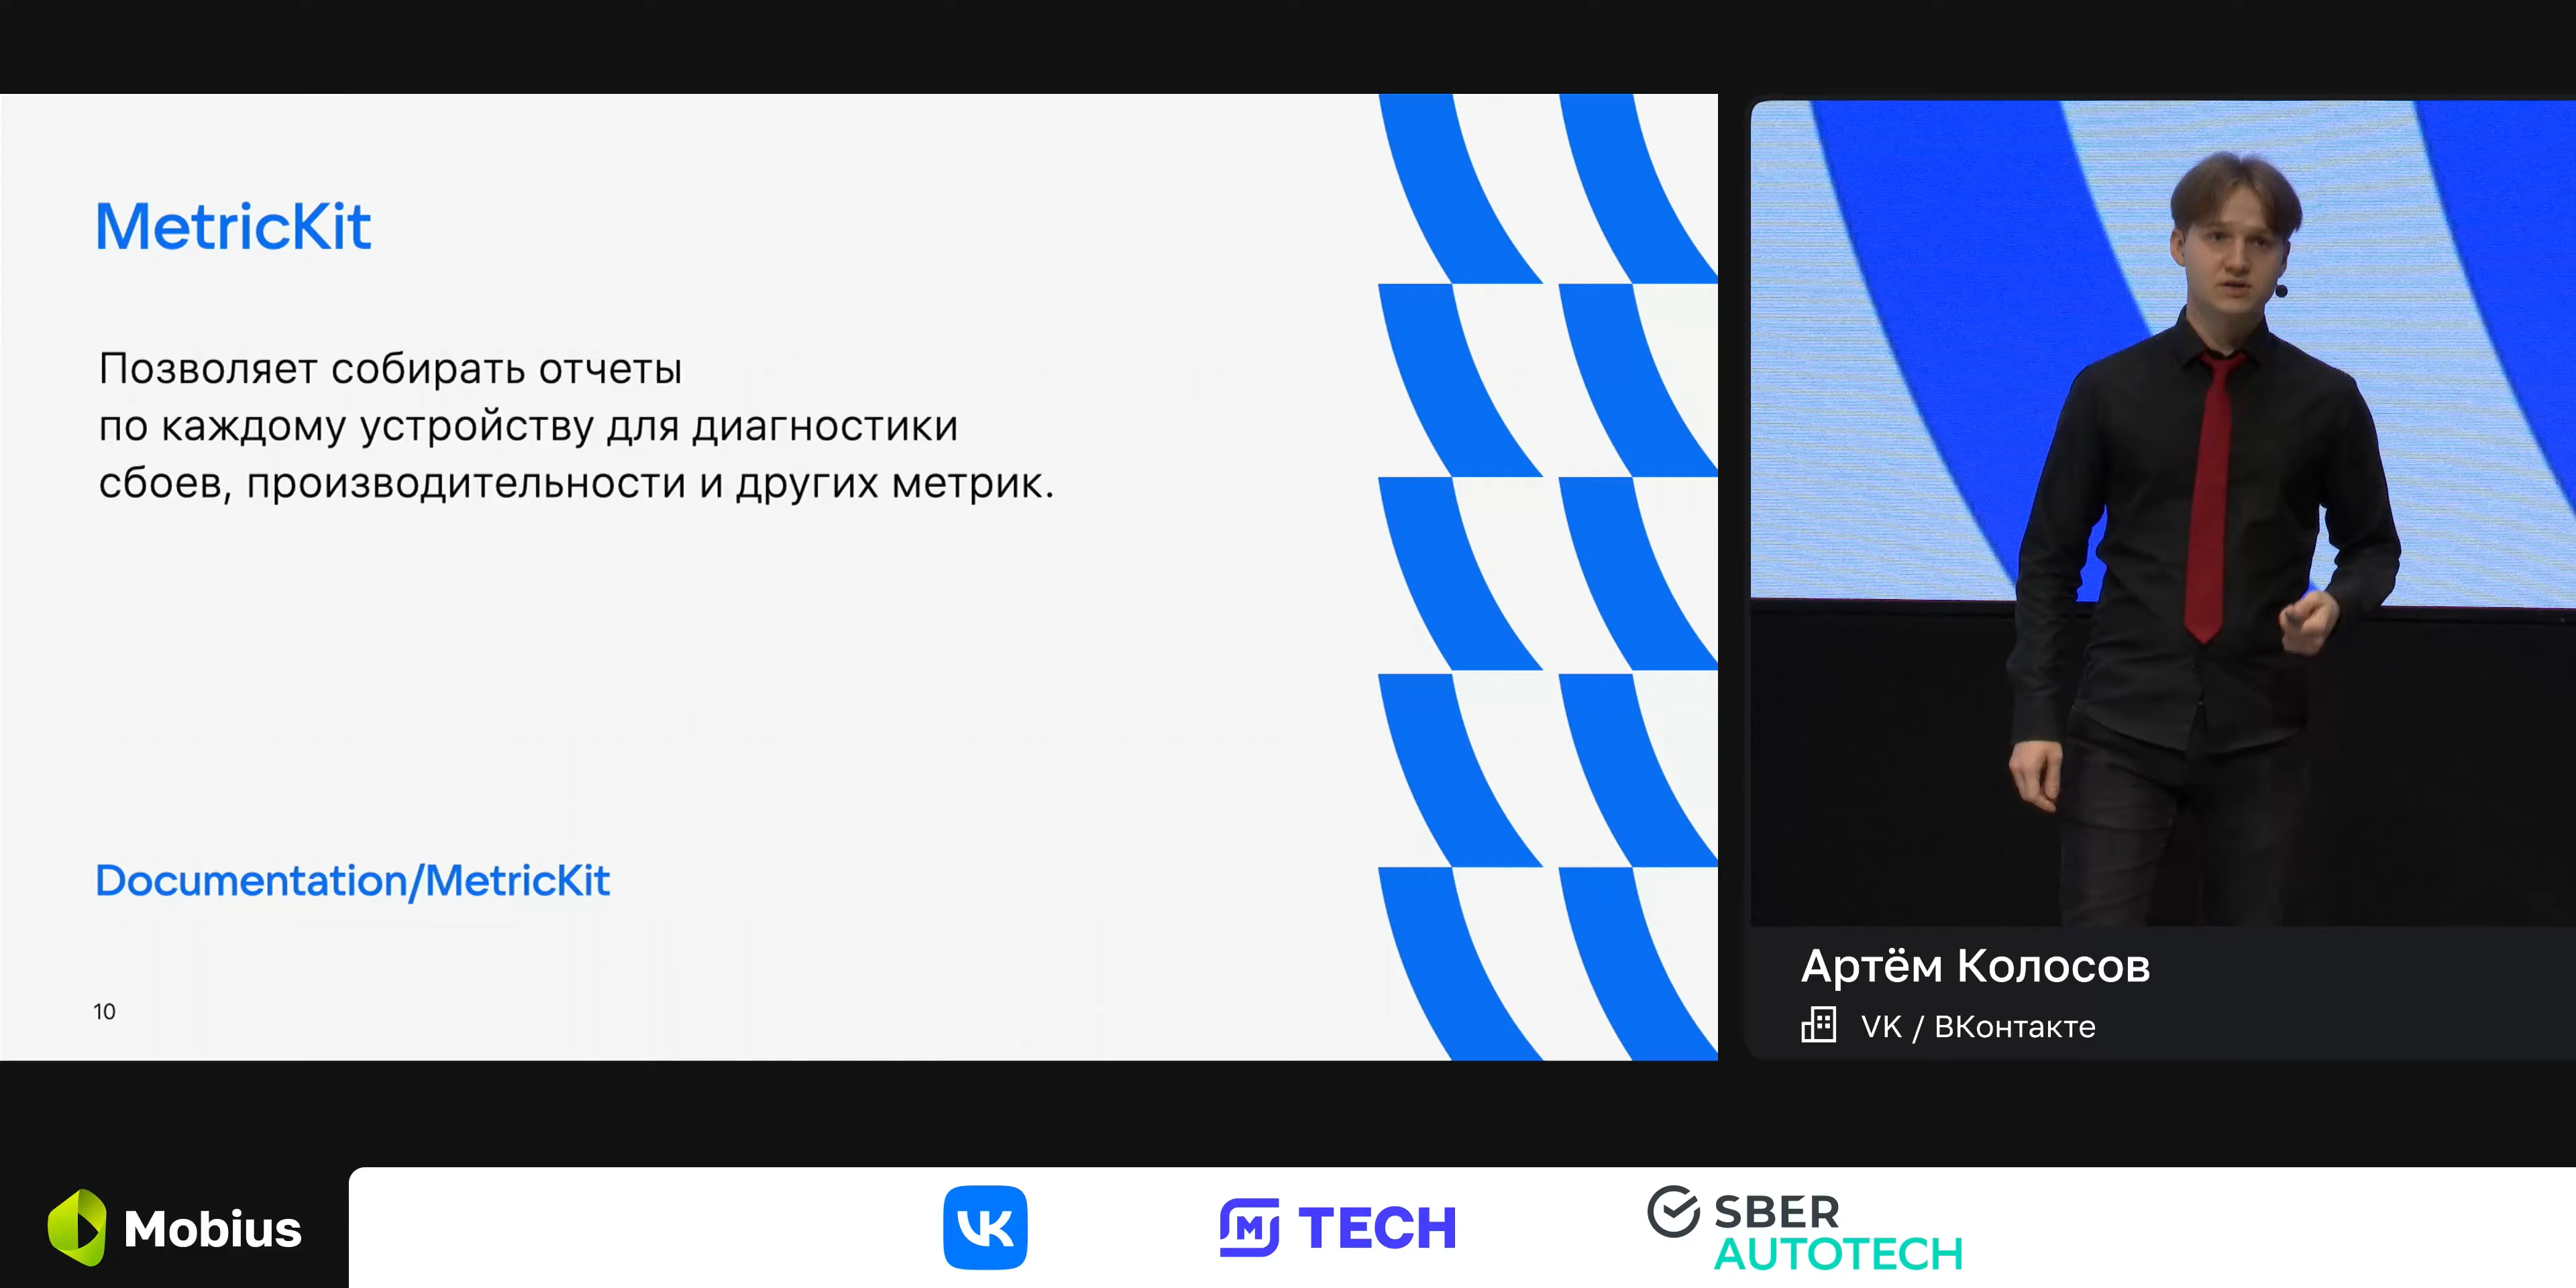 MetricKit
Позволяет собирать отчеты
по каждому устройству для диагностики
сбоев, производительности и других метрик.
Documentation/MetricKit
10
Артём Колосов
VK / ВКонтакте
Mobius
VK
M TECH
SBER
AUTOTECH